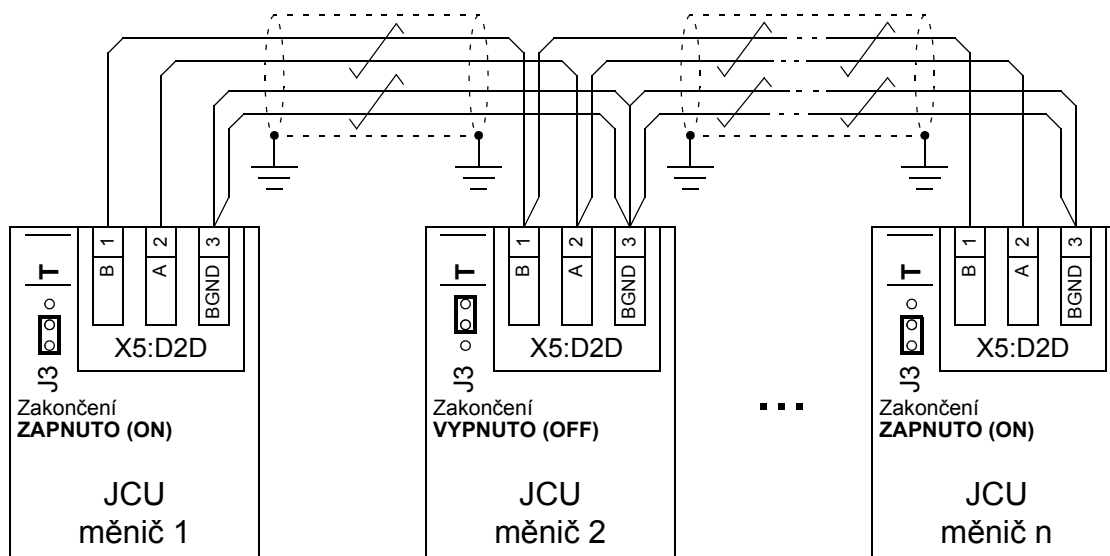 1 2 3
B A BGND
T
J3
X5:D2D
Zakončení
ZAPNUTO (ON)
JCU
měnič 1
1 2 3
B A BGND
T
J3
X5:D2D
Zakončení
VYPNUTO (OFF)
JCU
měnič 2
...
1 2 3
B A BGND
T
J3
X5:D2D
Zakončení
ZAPNUTO (ON)
JCU
měnič n